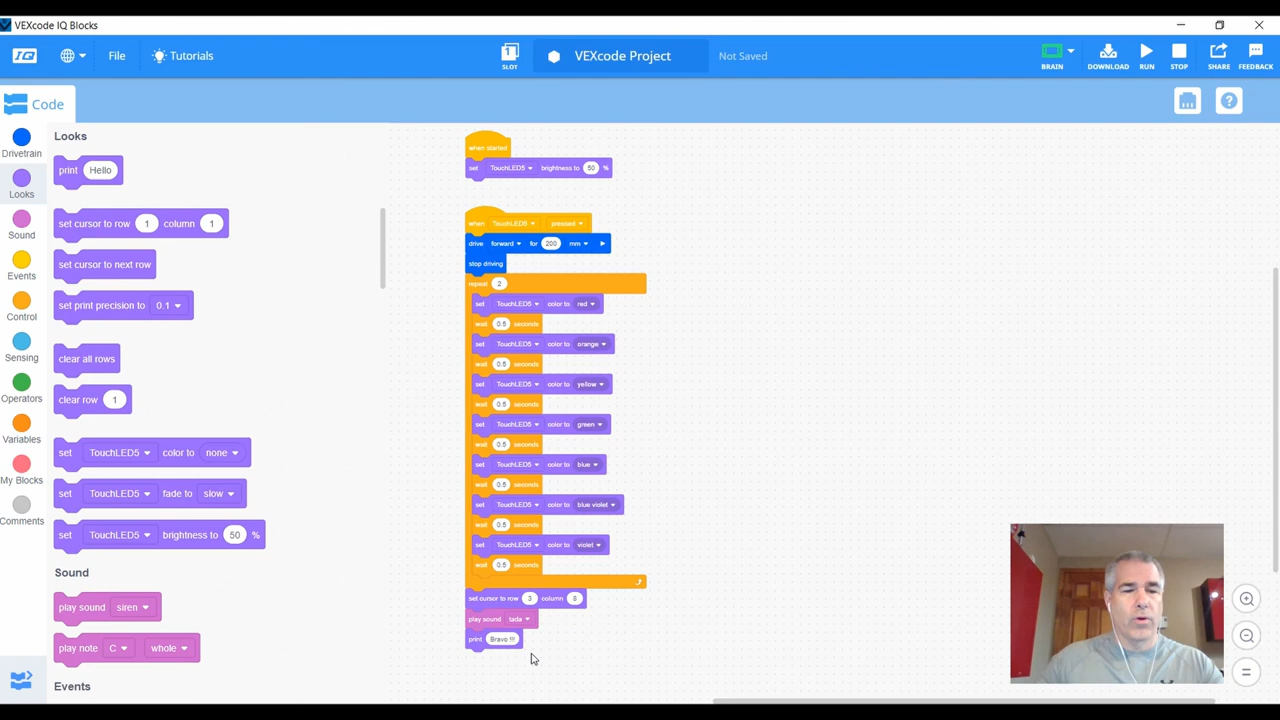 VEXcode IQ Blocks
IQ File Tutorials 1 SLOT VEXcode Project Not Saved BRAIN DOWNLOAD RUN STOP SHARE FEEDBACK
Code
Drivetrain
Looks
Sound
Events
Control
Sensing
Operators
Variables
My Blocks
Comments
Looks
print Hello
set cursor to row 1 column 1
set cursor to next row
set print precision to 0.1
clear all rows
clear row 1
set TouchLED5 color to none
set TouchLED5 fade to slow
set TouchLED5 brightness to 50 %
Sound
play sound siren
play note C whole
Events
when started
set TouchLED5 brightness to 50 %
when TouchLED5 pressed
drive forward for 200 mm
stop driving
repeat 2
set TouchLED5 color to red
wait 0.5 seconds
set TouchLED5 color to orange
wait 0.5 seconds
set TouchLED5 color to yellow
wait 0.5 seconds
set TouchLED5 color to green
wait 0.5 seconds
set TouchLED5 color to blue
wait 0.5 seconds
set TouchLED5 color to blue violet
wait 0.5 seconds
set TouchLED5 color to violet
wait 0.5 seconds
set cursor to row 3 column 8
play sound tada
print Bravo !!!